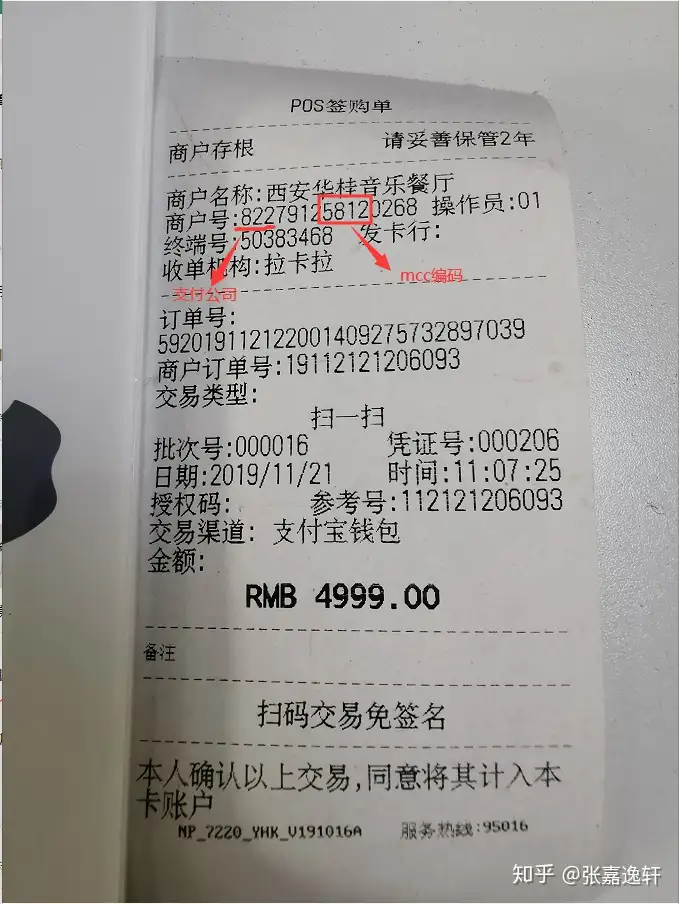 POS签购单
商户存根 请妥善保管2年
商户名称:西安华桂音乐餐厅
商户号:822791258120268 操作员:01
终端号:50383468 发卡行:
收单机构:拉卡拉
支付公司
mcc编码
订单号:
592019112122001409275732897039
商户订单号:19112121206093
交易类型:
扫一扫
批次号:000016 凭证号:000206
日期:2019/11/21 时间:11:07:25
授权码: 参考号:112121206093
交易渠道: 支付宝钱包
金额:
RMB 4999.00
备注
扫码交易免签名
本人确认以上交易,同意将其计入本
卡账户
NP_7220_YHK_V191016A 服务热线:95016
知乎 @张嘉逸轩